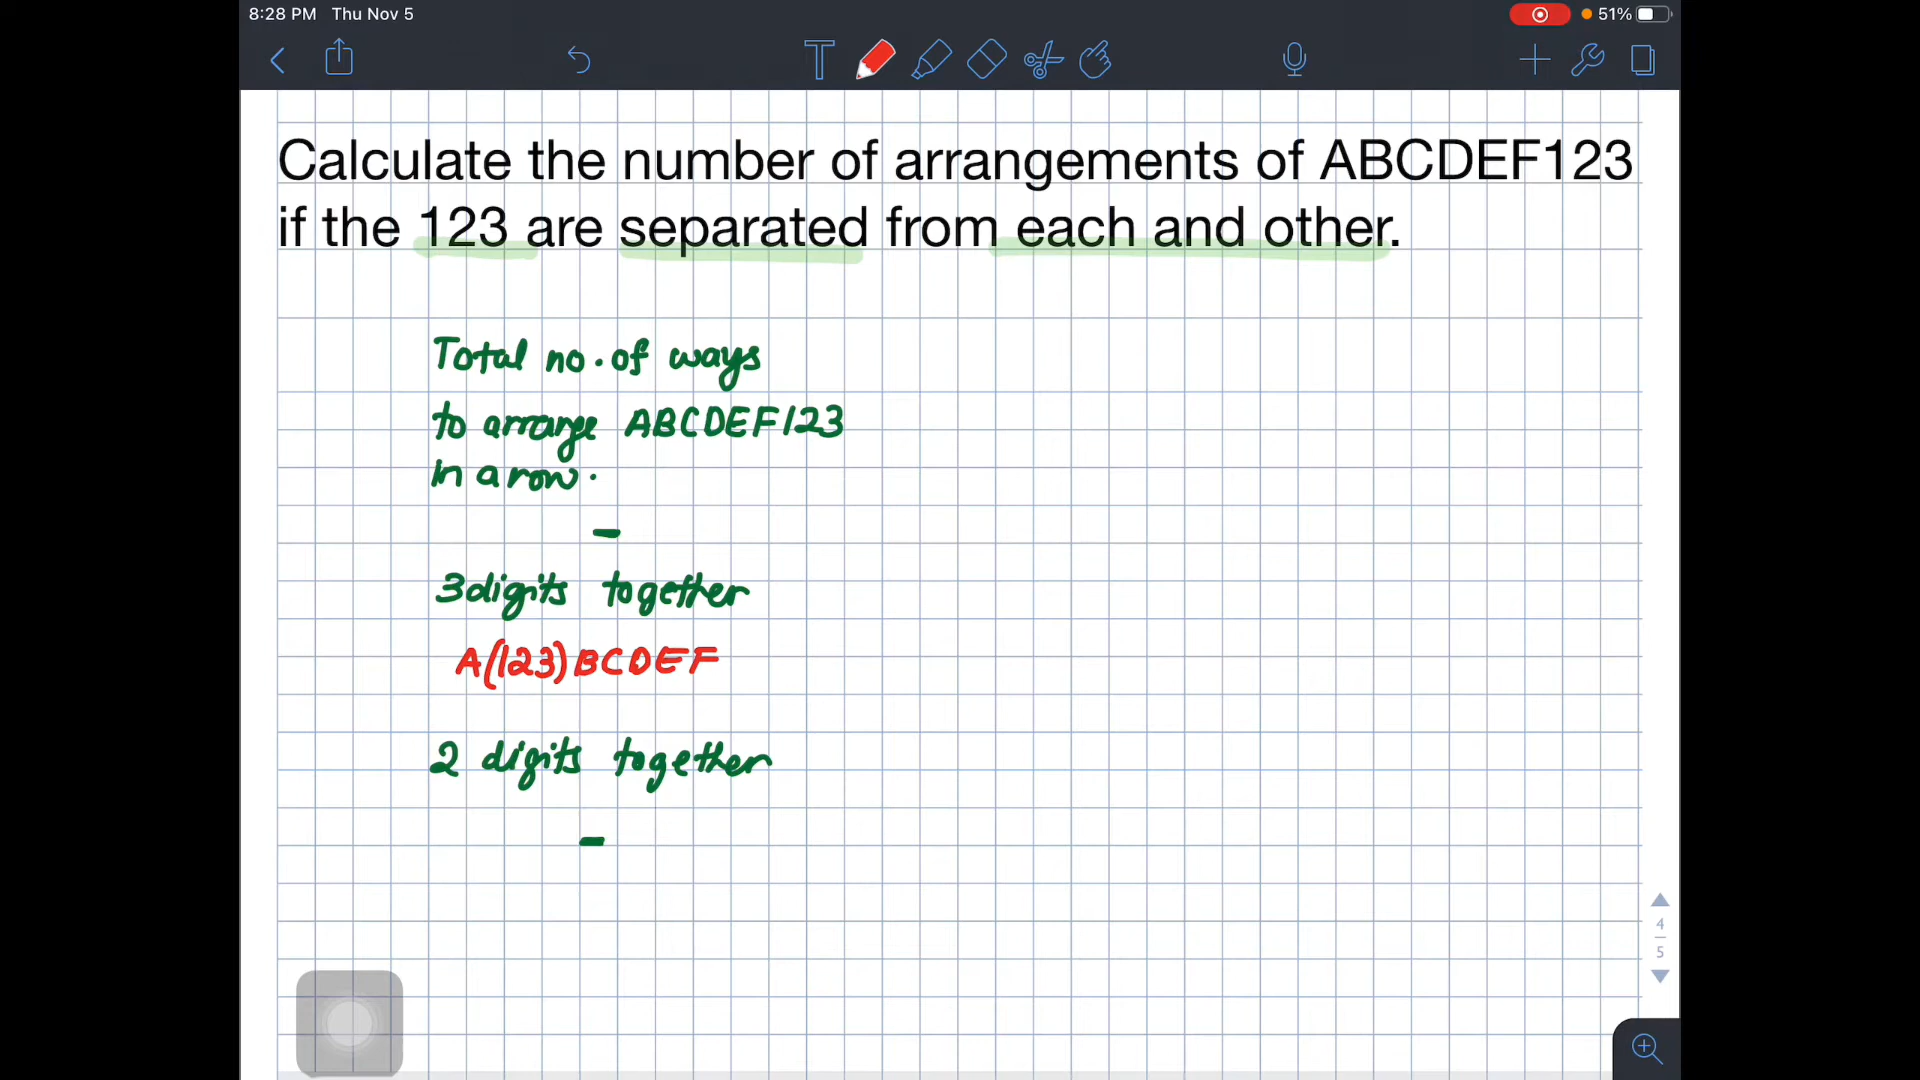 8:28 PM Thu Nov 5
51%
T
Calculate the number of arrangements of ABCDEF123
if the 123 are separated from each and other.
Total no. of ways
to arrange ABCDEF123
in a row.
-
3 digits together
A(123)BCDEF
2 digits together
-
4
5